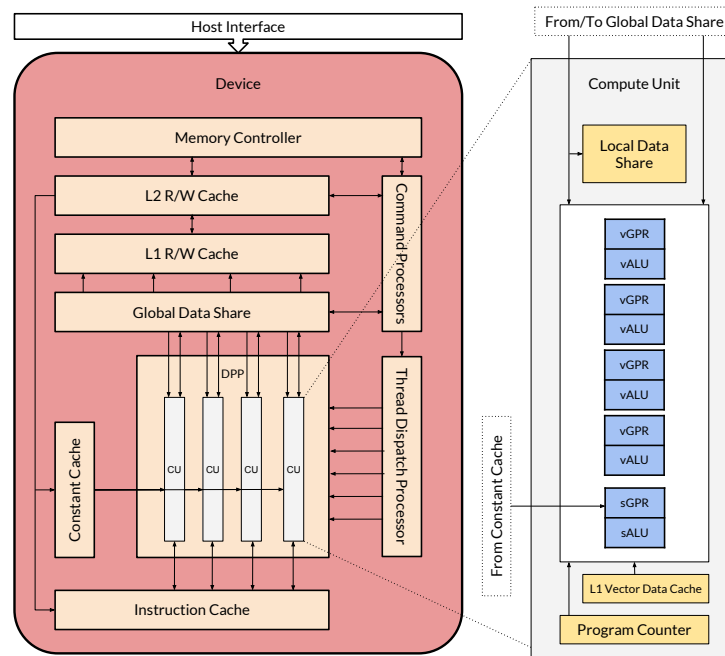 Host Interface
From/To Global Data Share
Device
Compute Unit
Memory Controller
Local Data
Share
L2 R/W Cache
Command Processors
L1 R/W Cache
Global Data Share
vGPR
vALU
vGPR
vALU
vGPR
vALU
vGPR
vALU
sGPR
sALU
DPP
Thread Dispatch Processor
CU
CU
CU
CU
Constant Cache
From Constant Cache
L1 Vector Data Cache
Instruction Cache
Program Counter